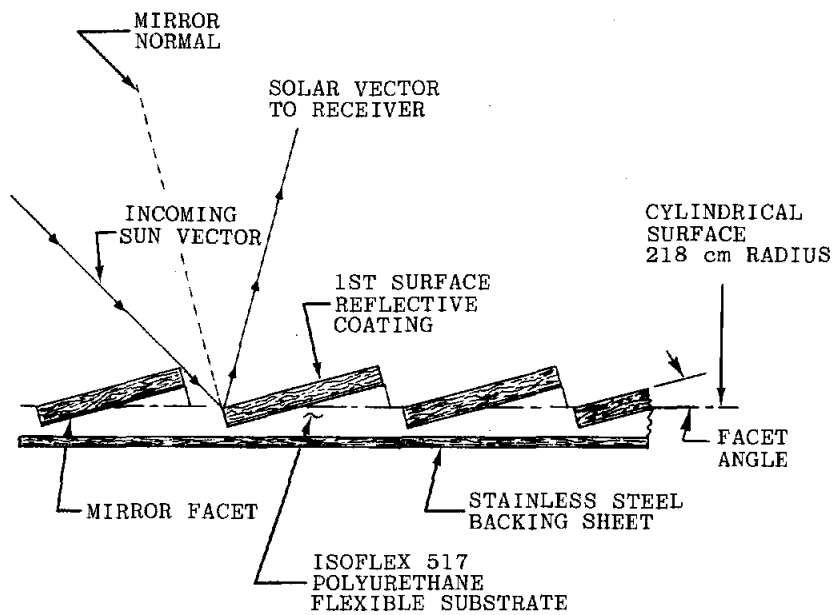 MIRROR
NORMAL
SOLAR VECTOR
TO RECEIVER
INCOMING
SUN VECTOR
CYLINDRICAL
SURFACE
218 cm RADIUS
1ST SURFACE
REFLECTIVE
COATING
FACET
ANGLE
MIRROR FACET
STAINLESS STEEL
BACKING SHEET
ISOFLEX 517
POLYURETHANE
FLEXIBLE SUBSTRATE